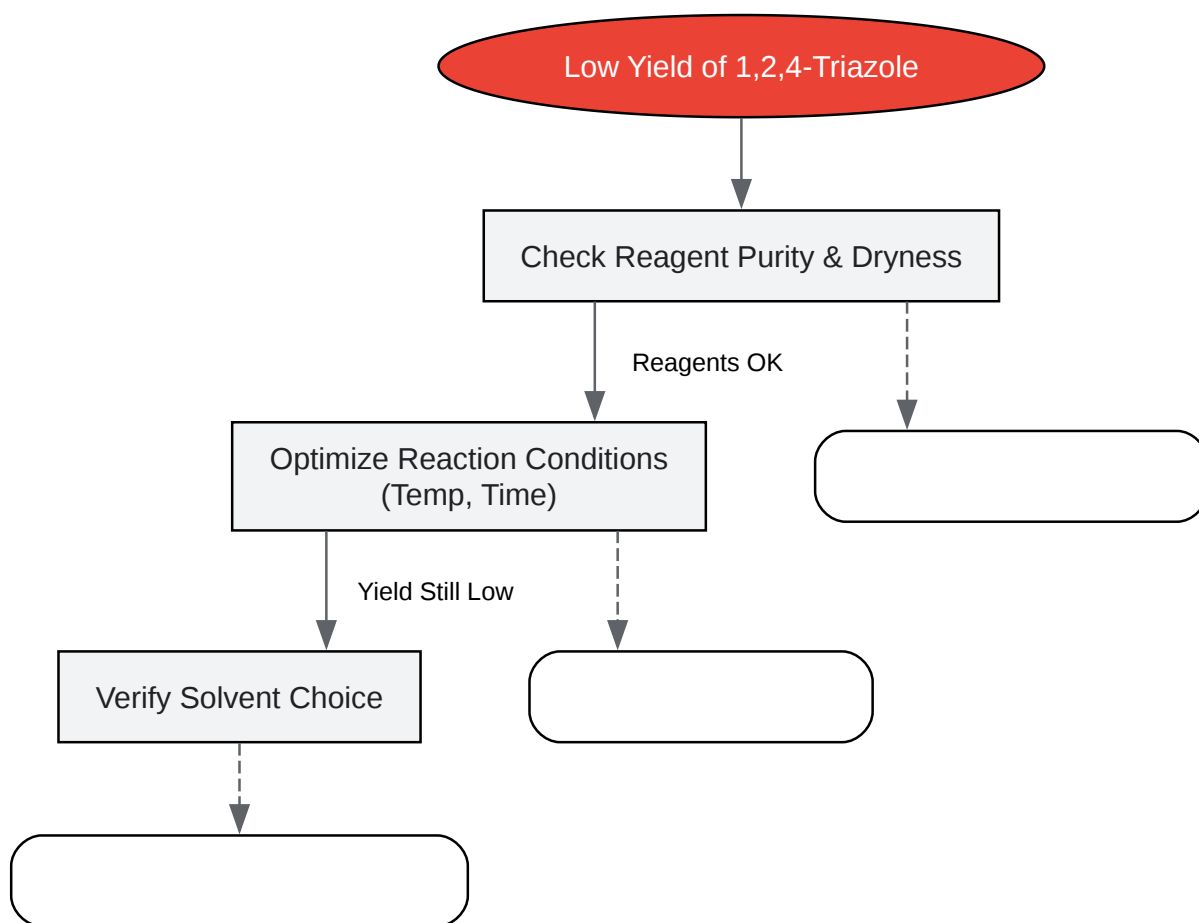 Low Yield of 1,2,4-Triazole
Check Reagent Purity & Dryness
Reagents OK
Optimize Reaction Conditions
(Temp, Time)
Yield Still Low
Verify Solvent Choice